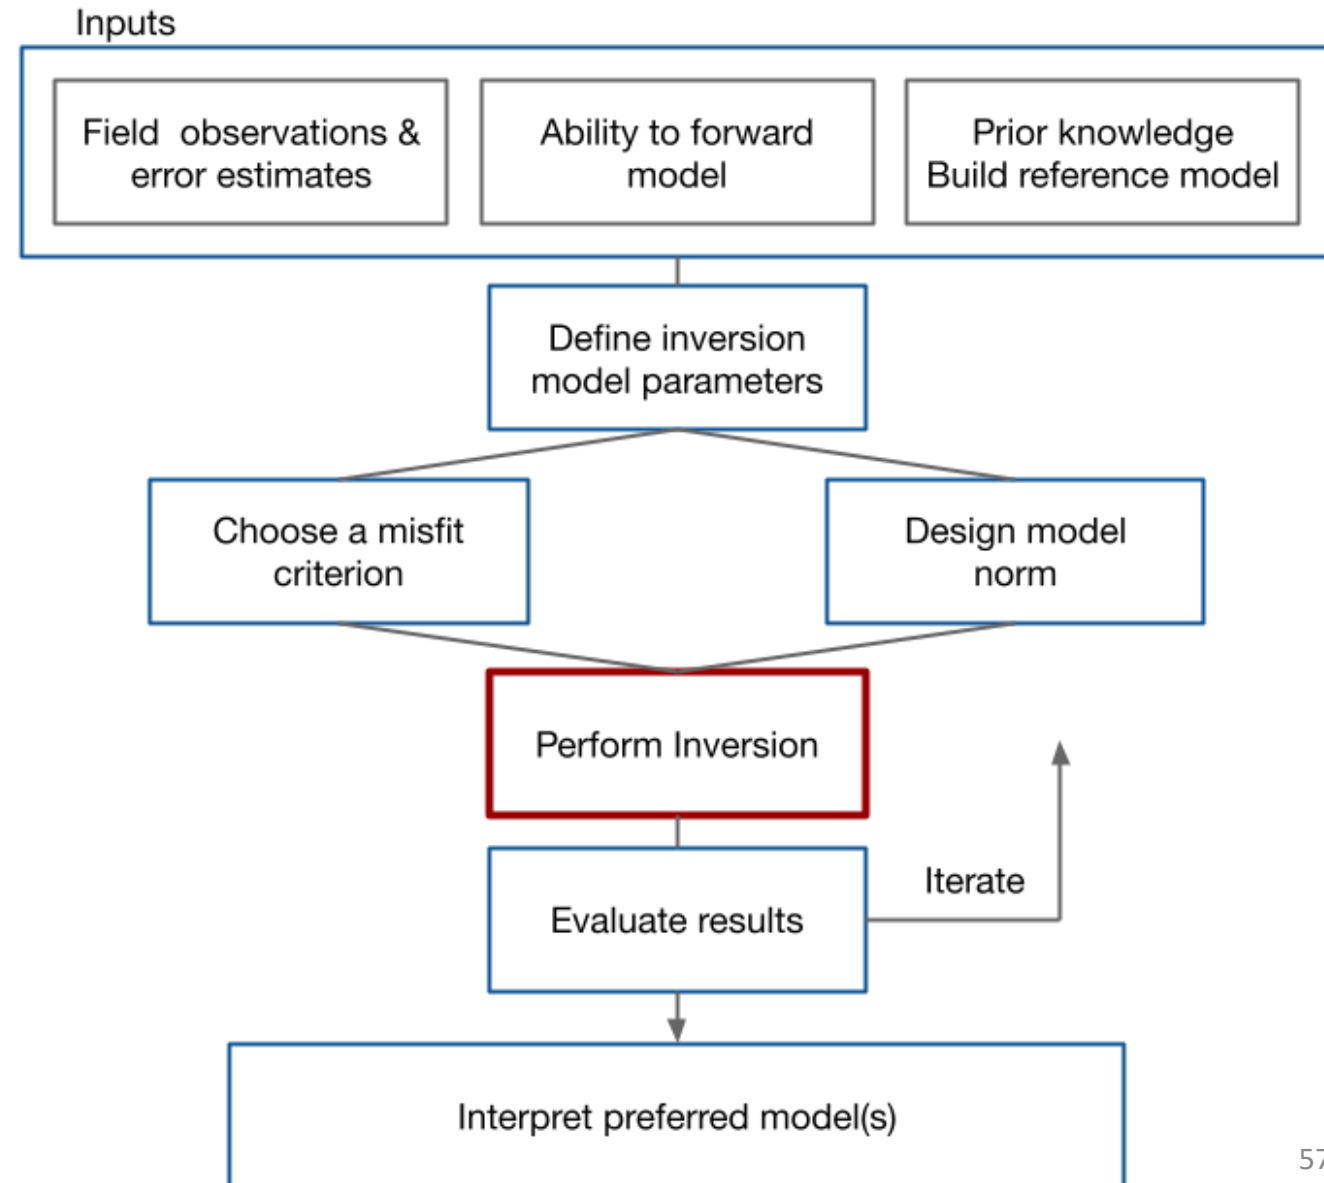 Inputs
Field observations &
error estimates
Ability to forward
model
Prior knowledge
Build reference model
Define inversion
model parameters
Choose a misfit
criterion
Design model
norm
Perform Inversion
Iterate
Evaluate results
Interpret preferred model(s)
57